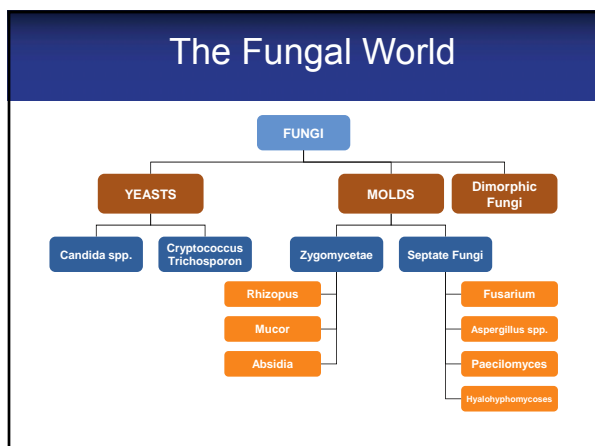 The Fungal World
FUNGI
YEASTS
MOLDS
Dimorphic
Fungi
Candida spp.
Cryptococcus
Trichosporon
Zygomycetae
Septate Fungi
Rhizopus
Mucor
Absidia
Fusarium
Aspergillus spp.
Paecilomyces
Hyalohyphomycoses